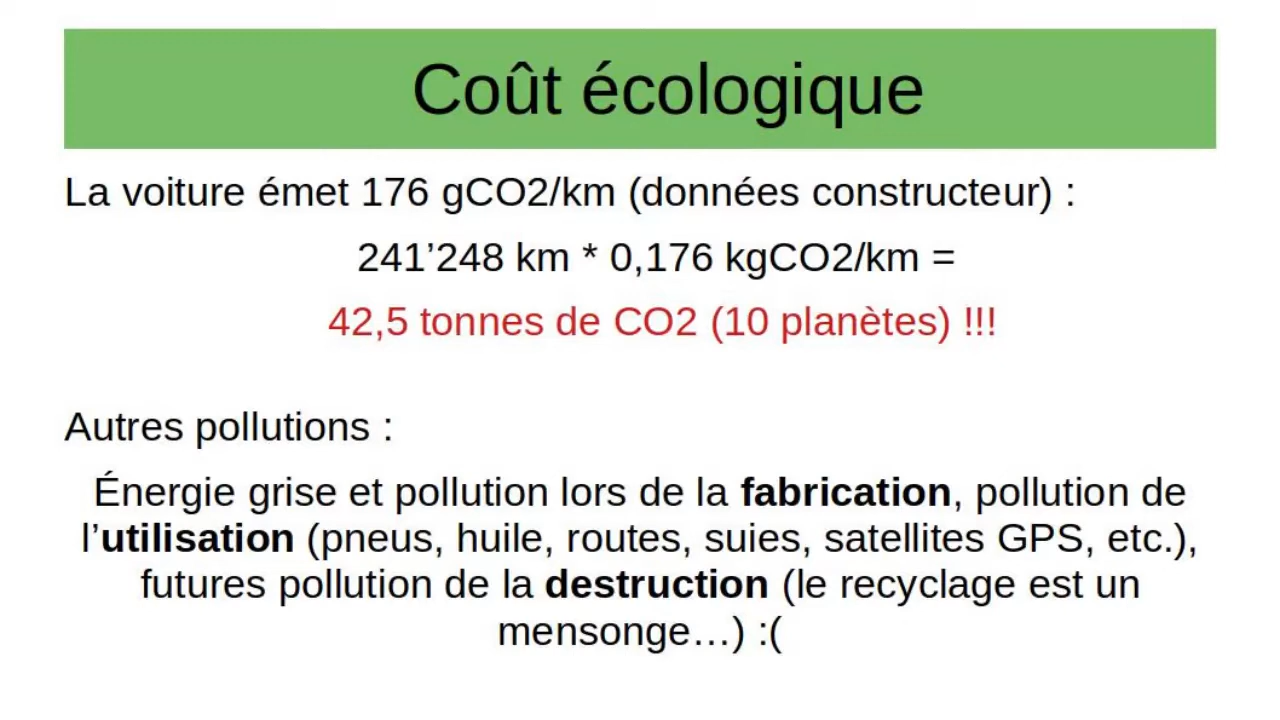 Coût écologique
La voiture émet 176 gCO2/km (données constructeur) :
241’248 km * 0,176 kgCO2/km =
42,5 tonnes de CO2 (10 planètes) !!!
Autres pollutions :
Énergie grise et pollution lors de la fabrication, pollution de
l’utilisation (pneus, huile, routes, suies, satellites GPS, etc.),
futures pollution de la destruction (le recyclage est un
mensonge…) :(